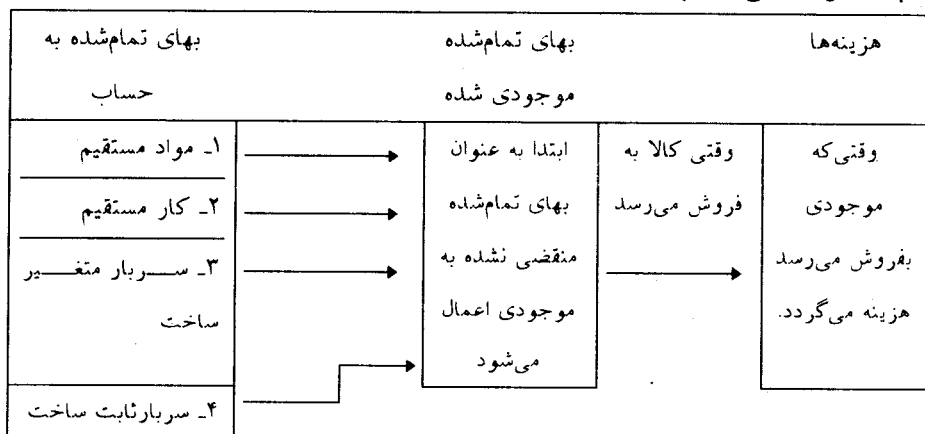 هزینه‌ها
بهای تمام‌شده
موجودی شده
بهای تمام‌شده به
حساب
۱ـ مواد مستقیم
۲ـ کار مستقیم
۳ـ ســـربار متغـــیر
ساخت
۴ـ سربارثابت ساخت
ابتدا به عنوان
بهای تمام‌شده
منقضی نشده به
موجودی اعمال
می‌شود
وقتی کالا به
فروش می‌رسد
وقتی‌که
موجودی
بفروش می‌رسد
هزینه می‌گردد.